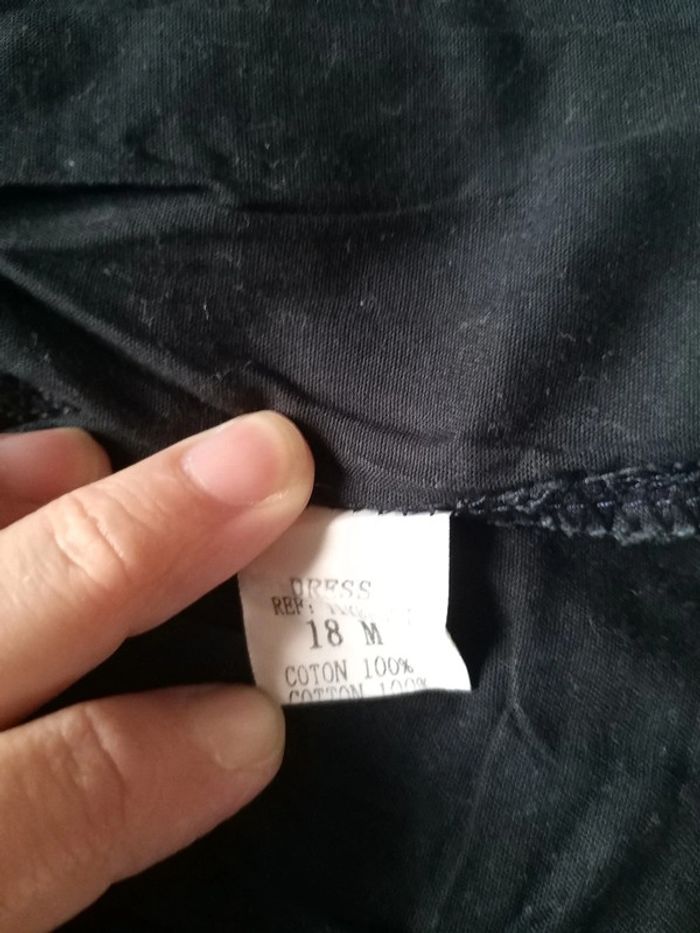 DRESS
REF:
18 M
COTON 100%
COTTON 100%